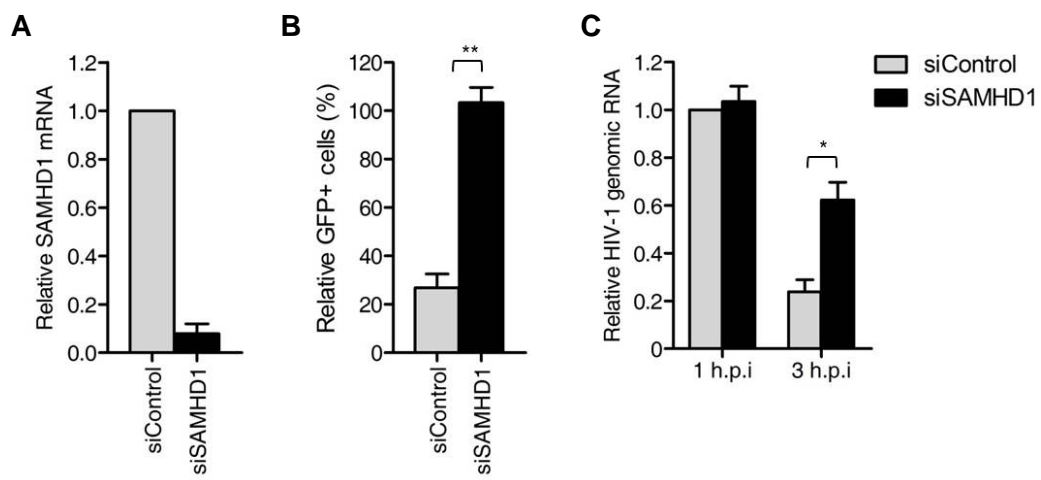 A
Relative SAMHD1 mRNA
1.2
1.0
0.8
0.6
0.4
0.2
0.0
siControl
siSAMHD1
B
Relative GFP+ cells (%)
120
100
80
60
40
20
0
**
siControl
siSAMHD1
C
Relative HIV-1 genomic RNA
1.2
1.0
0.8
0.6
0.4
0.2
0
*
1 h.p.i
3 h.p.i
siControl
siSAMHD1